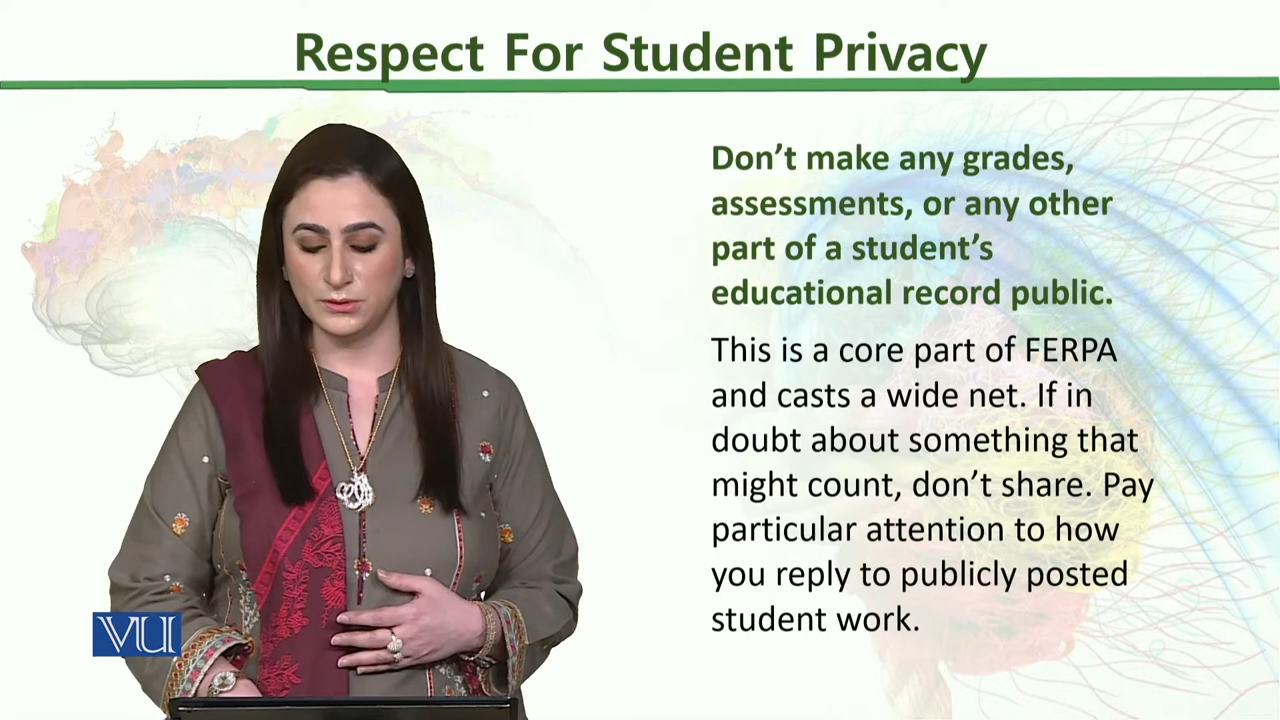 Respect For Student Privacy
Don’t make any grades,
assessments, or any other
part of a student’s
educational record public.
This is a core part of FERPA
and casts a wide net. If in
doubt about something that
might count, don’t share. Pay
particular attention to how
you reply to publicly posted
student work.
VU